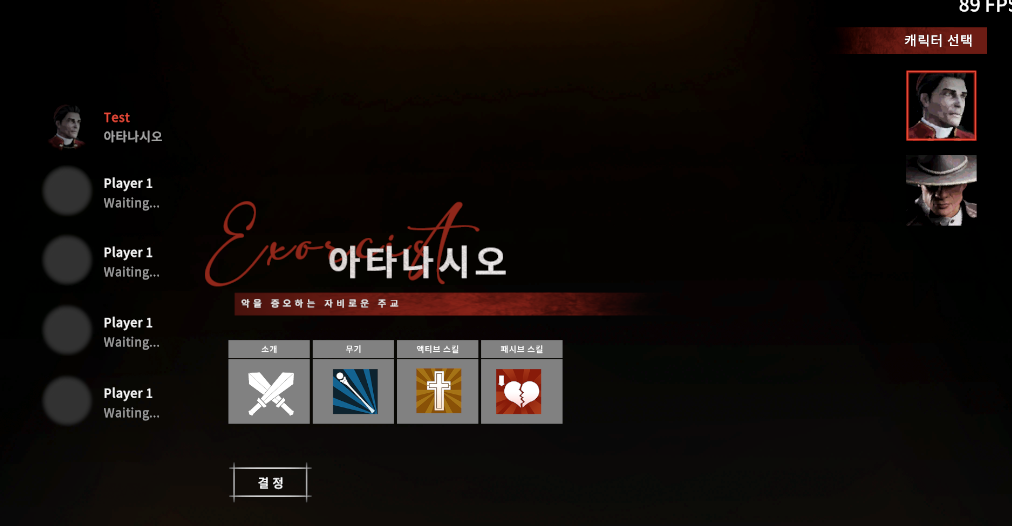 89 FPS
캐릭터 선택
Test
아타나시오
Player 1
Waiting...
Player 1
Waiting...
Player 1
Waiting...
Player 1
Waiting...
Exorcist
아타나시오
악을 증오하는 자비로운 주교
소개
무기
액티브 스킬
패시브 스킬
결정